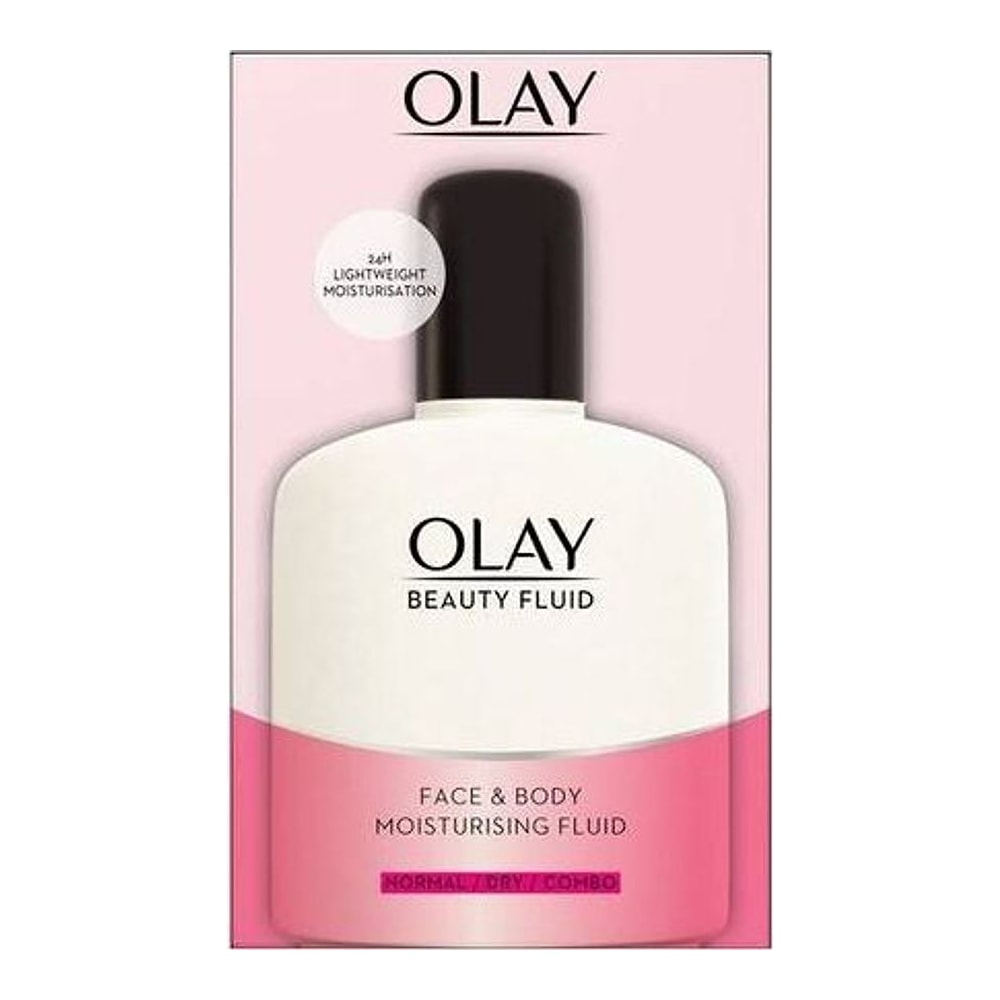 OLAY
24H
LIGHTWEIGHT
MOISTURISATION
OLAY
BEAUTY FLUID
FACE & BODY
MOISTURISING FLUID
NORMAL / DRY / COMBO